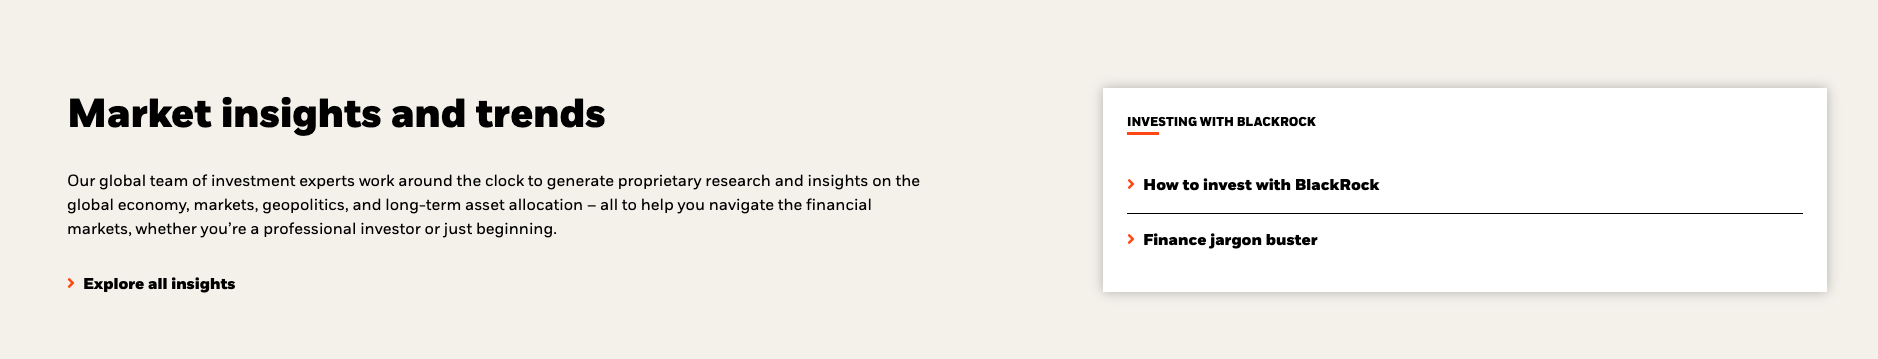 Market insights and trends
Our global team of investment experts work around the clock to generate proprietary research and insights on the
global economy, markets, geopolitics, and long-term asset allocation – all to help you navigate the financial
markets, whether you’re a professional investor or just beginning.
Explore all insights
INVESTING WITH BLACKROCK
How to invest with BlackRock
Finance jargon buster